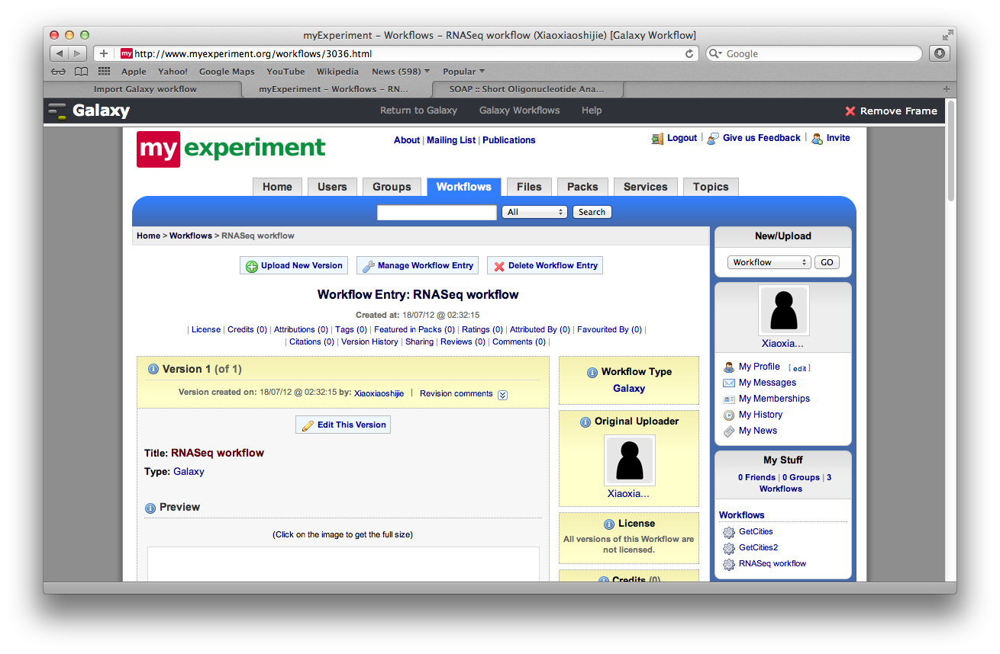 myExperiment – Workflows – RNASeq workflow (Xiaoxiaoshijie) [Galaxy Workflow]
my http://www.myexperiment.org/workflows/3036.html
Google
Apple Yahoo! Google Maps YouTube Wikipedia News (598) Popular
Import Galaxy workflow myExperiment – Workflows – RN... SOAP :: Short Oligonucleotide Ana...
Galaxy Return to Galaxy Galaxy Workflows Help Remove Frame
my experiment
About | Mailing List | Publications
Logout | Give us Feedback | Invite
Home Users Groups Workflows Files Packs Services Topics
All Search
Home > Workflows > RNASeq workflow
Upload New Version Manage Workflow Entry Delete Workflow Entry
Workflow Entry: RNASeq workflow
Created at: 18/07/12 @ 02:32:15
| License | Credits (0) | Attributions (0) | Tags (0) | Featured in Packs (0) | Ratings (0) | Attributed By (0) | Favourited By (0) |
| Citations (0) | Version History | Sharing | Reviews (0) | Comments (0) |
Version 1 (of 1)
Version created on: 18/07/12 @ 02:32:15 by: Xiaoxiaoshijie | Revision comments
Edit This Version
Title: RNASeq workflow
Type: Galaxy
Preview
(Click on the image to get the full size)
Workflow Type
Galaxy
Original Uploader
Xiaoxia...
License
All versions of this Workflow are
not licensed.
Credits (0)
New/Upload
Workflow GO
Xiaoxia...
My Profile [ edit ]
My Messages
My Memberships
My History
My News
My Stuff
0 Friends | 0 Groups | 3
Workflows
Workflows
GetCities
GetCities2
RNASeq workflow